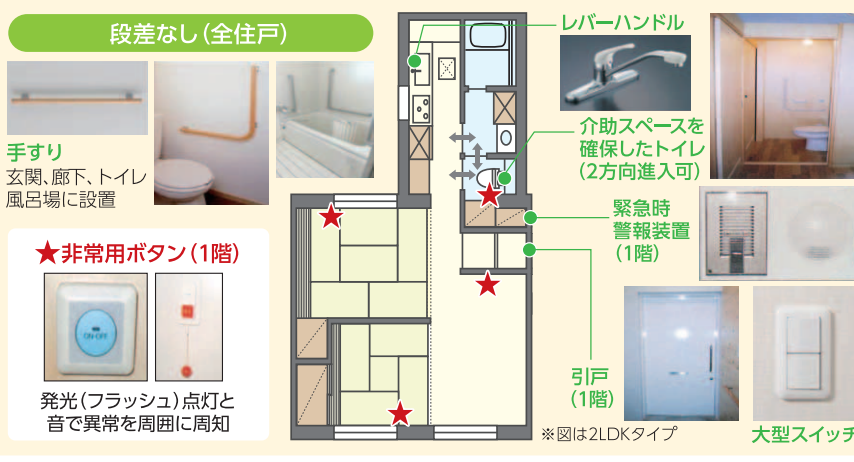 段差なし(全住戸)
手すり
玄関、廊下、トイレ
風呂場に設置
★非常用ボタン(1階)
ON・OFF
発光(フラッシュ)点灯と
音で異常を周囲に周知
レバーハンドル
介助スペースを
確保したトイレ
(2方向進入可)
緊急時
警報装置
(1階)
引戸
(1階)
※図は2LDKタイプ
大型スイッチ